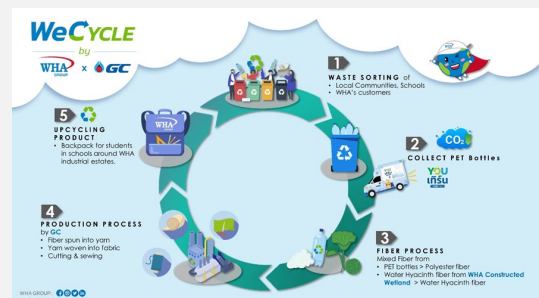 WeCYCLE
by
WHA GROUP x GC
1
WASTE SORTING of
• Local Communities, Schools
• WHA's customers
2
CO₂
COLLECT PET Bottles
YOU
เทิร์น
3
FIBER PROCESS
Mixed Fiber from
• PET bottles > Polyester fiber
• Water Hyacinth fiber from WHA Constructed
Wetland > Water Hyacinth fiber
4
PRODUCTION PROCESS
by GC
• Fiber spun into yarn
• Yarn woven into fabric
• Cutting & sewing
5
UPCYCLING
PRODUCT
• Backpack for students
in schools around WHA
industrial estates.
WHA
WHA GROUP: